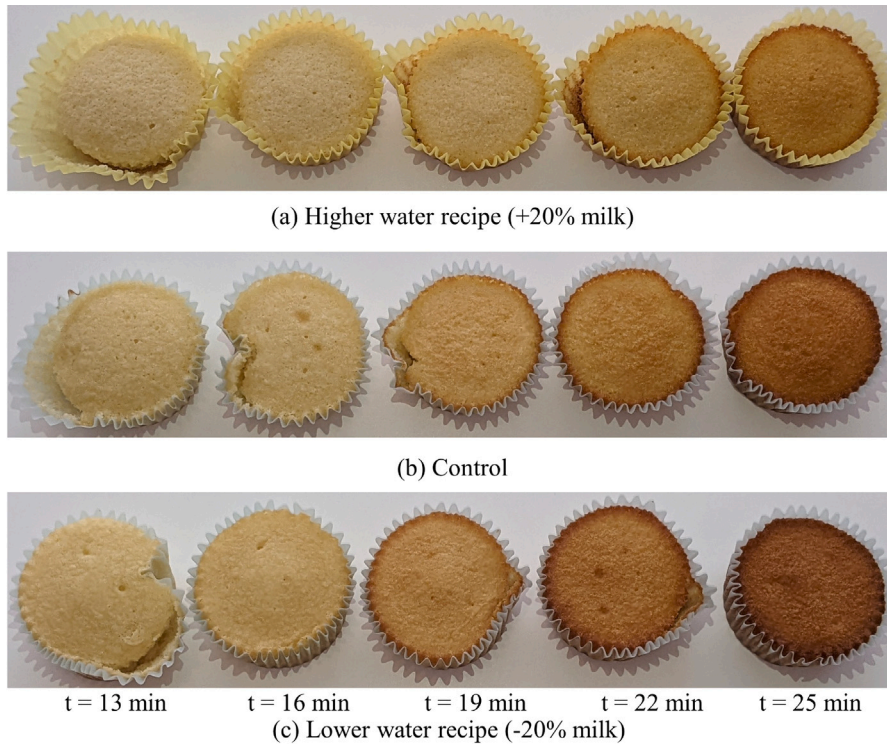 (a) Higher water recipe (+20% milk)
(b) Control
t = 13 min t = 16 min t = 19 min t = 22 min t = 25 min
(c) Lower water recipe (-20% milk)